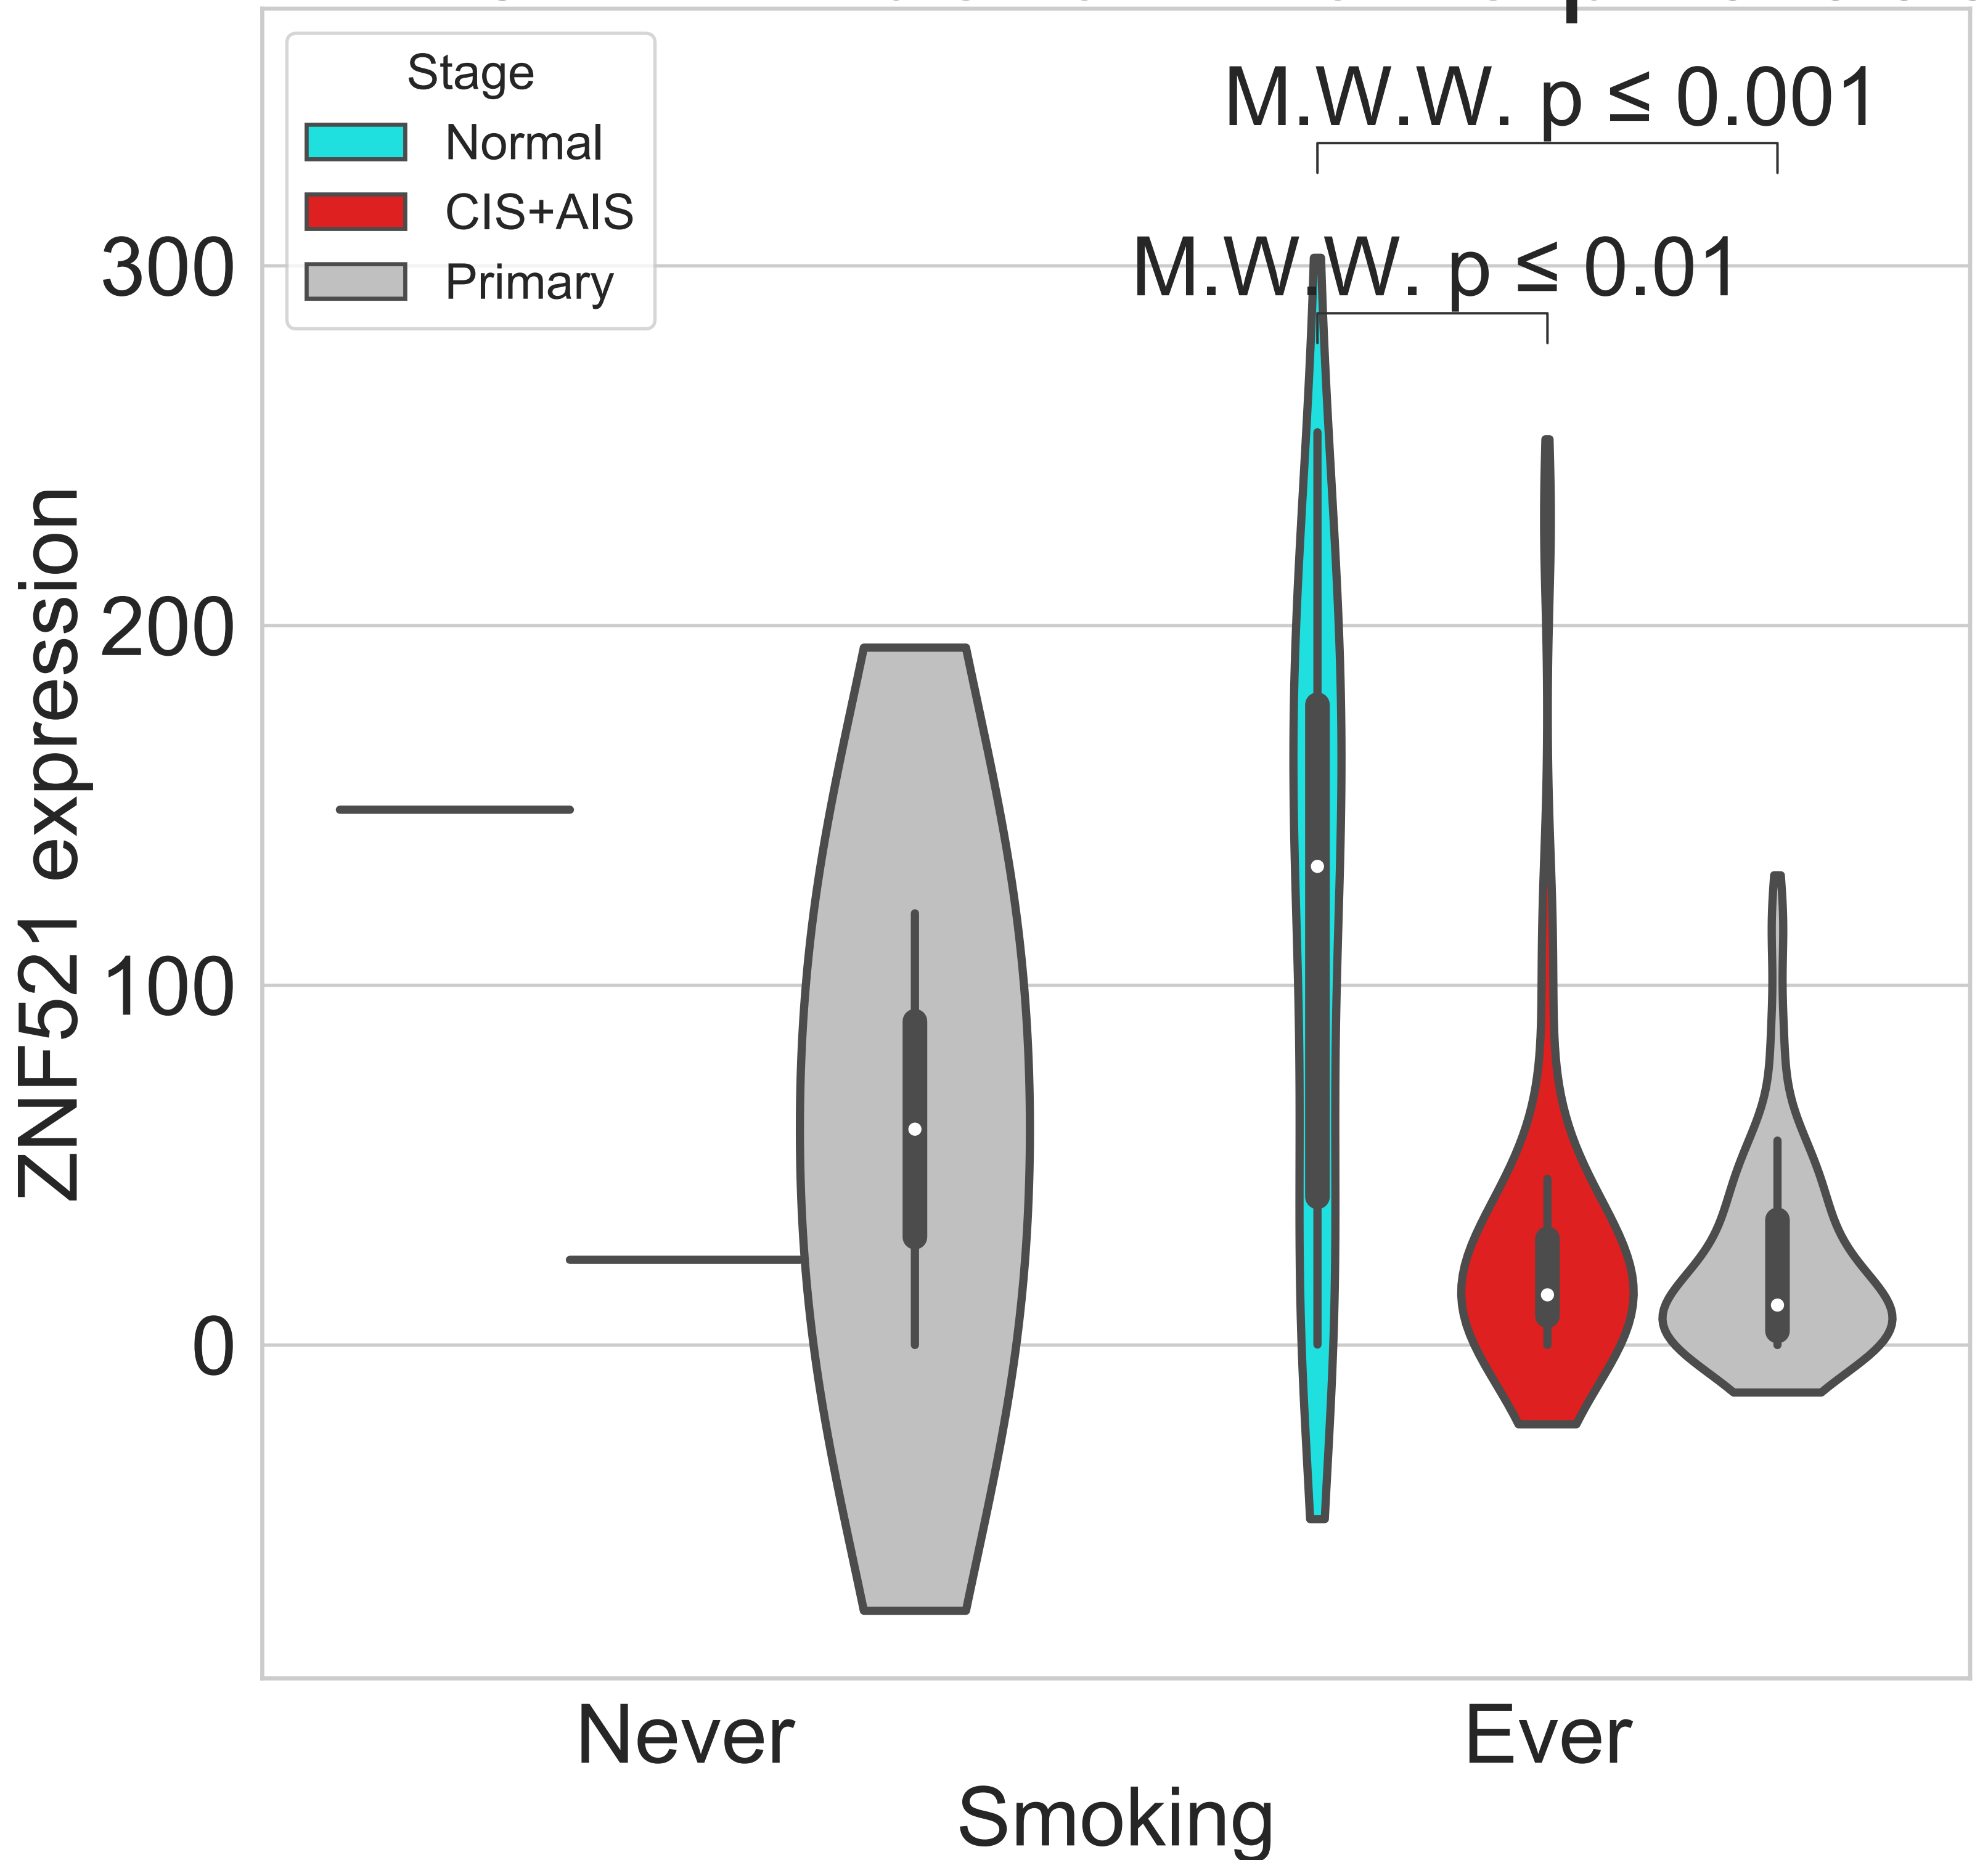 Stage
Normal
CIS+AIS
Primary
M.W.W. p ≤ 0.001
M.W.W. p ≤ 0.01
300
200
100
0
ZNF521 expression
Never
Ever
Smoking